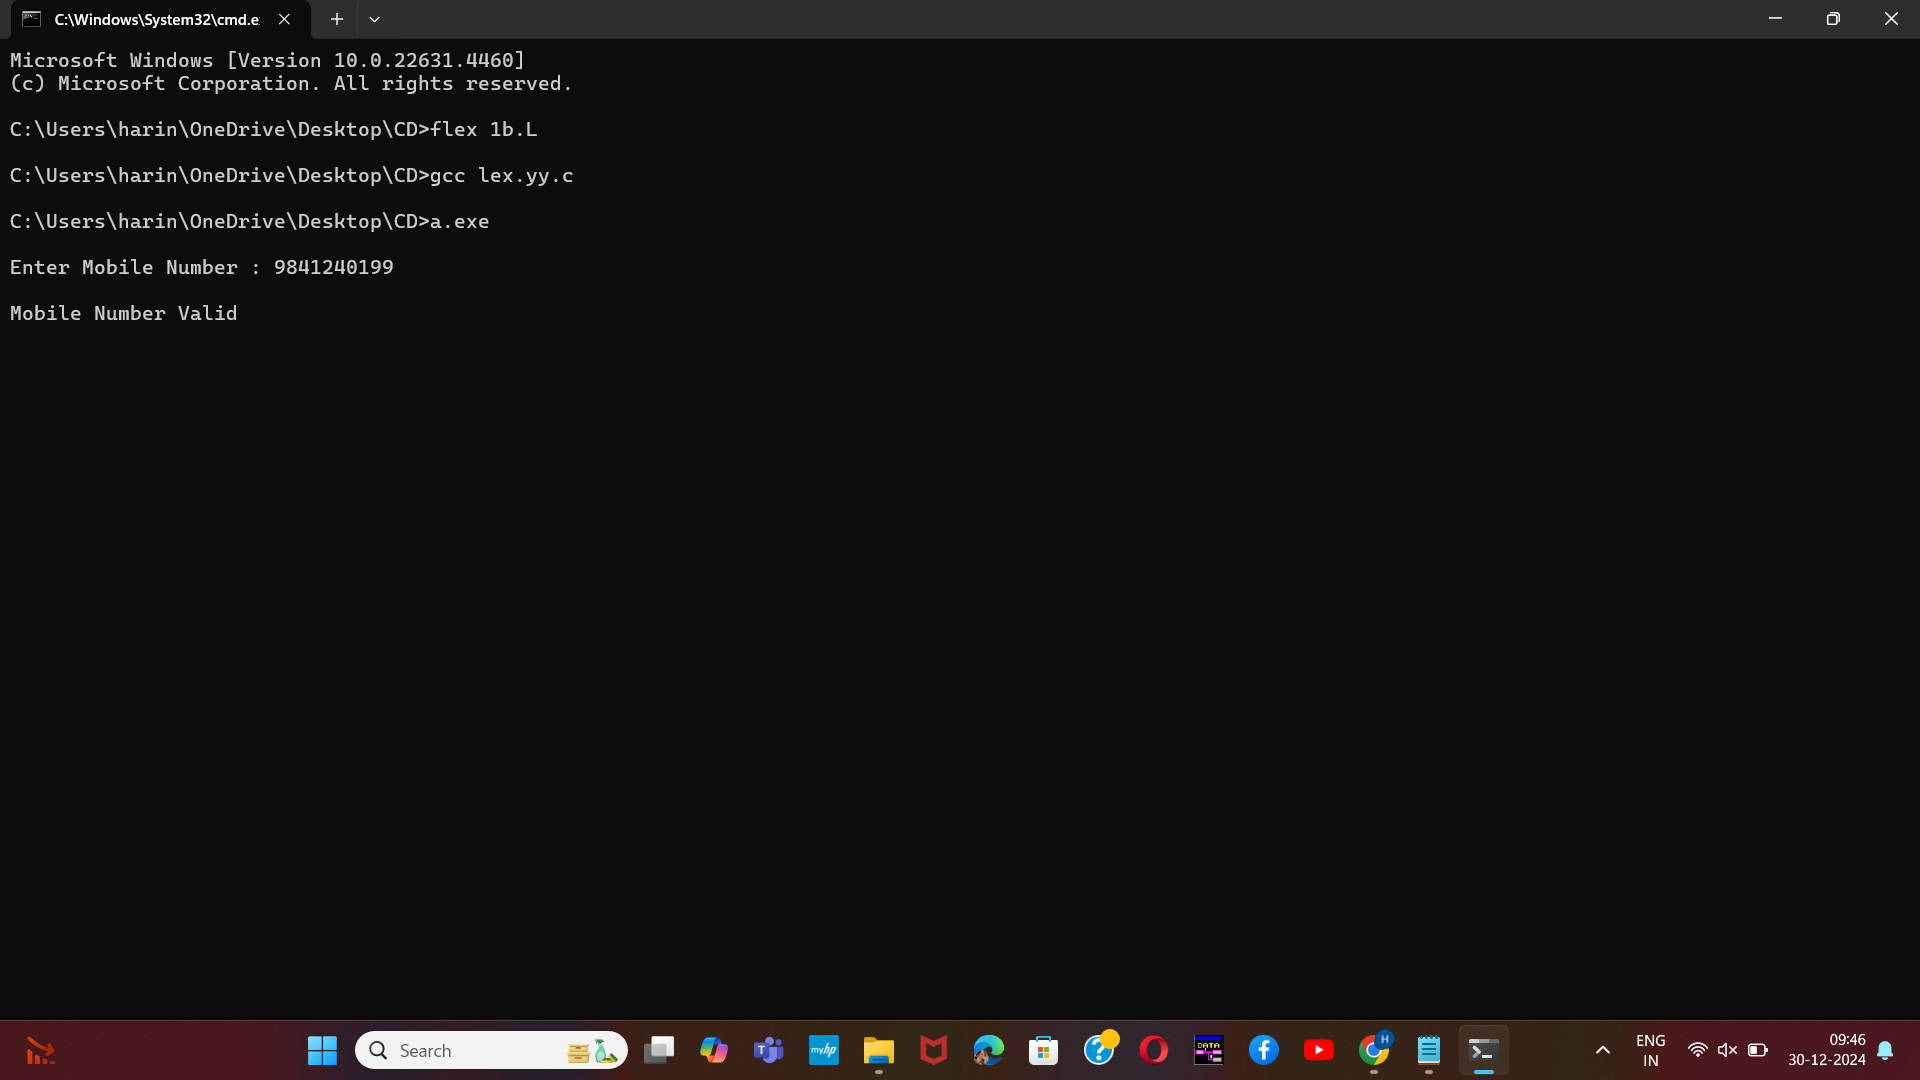 C:\Windows\System32\cmd.e
Microsoft Windows [Version 10.0.22631.4460]
(c) Microsoft Corporation. All rights reserved.
C:\Users\harin\OneDrive\Desktop\CD>flex 1b.L
C:\Users\harin\OneDrive\Desktop\CD>gcc lex.yy.c
C:\Users\harin\OneDrive\Desktop\CD>a.exe
Enter Mobile Number : 9841240199
Mobile Number Valid
Search
T
myhp
?
DATA
H
ENG
IN
09:46
30-12-2024